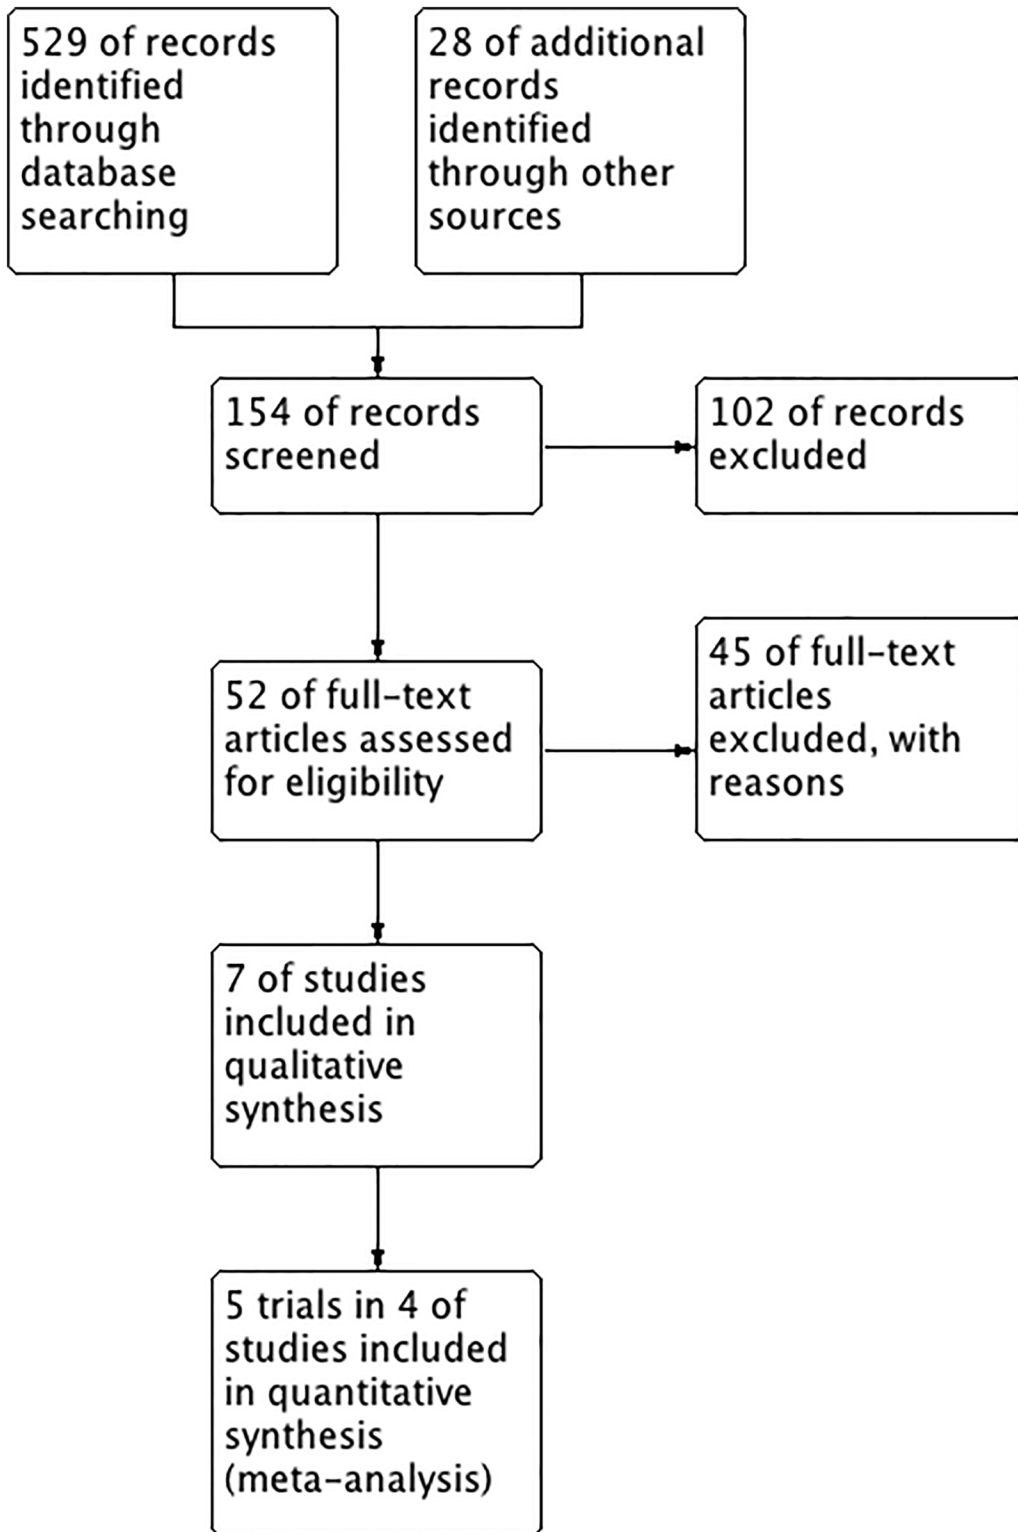 529 of records
identified
through
database
searching
28 of additional
records
identified
through other
sources
154 of records
screened
102 of records
excluded
52 of full-text
articles assessed
for eligibility
45 of full-text
articles
excluded, with
reasons
7 of studies
included in
qualitative
synthesis
5 trials in 4 of
studies included
in quantitative
synthesis
(meta-analysis)